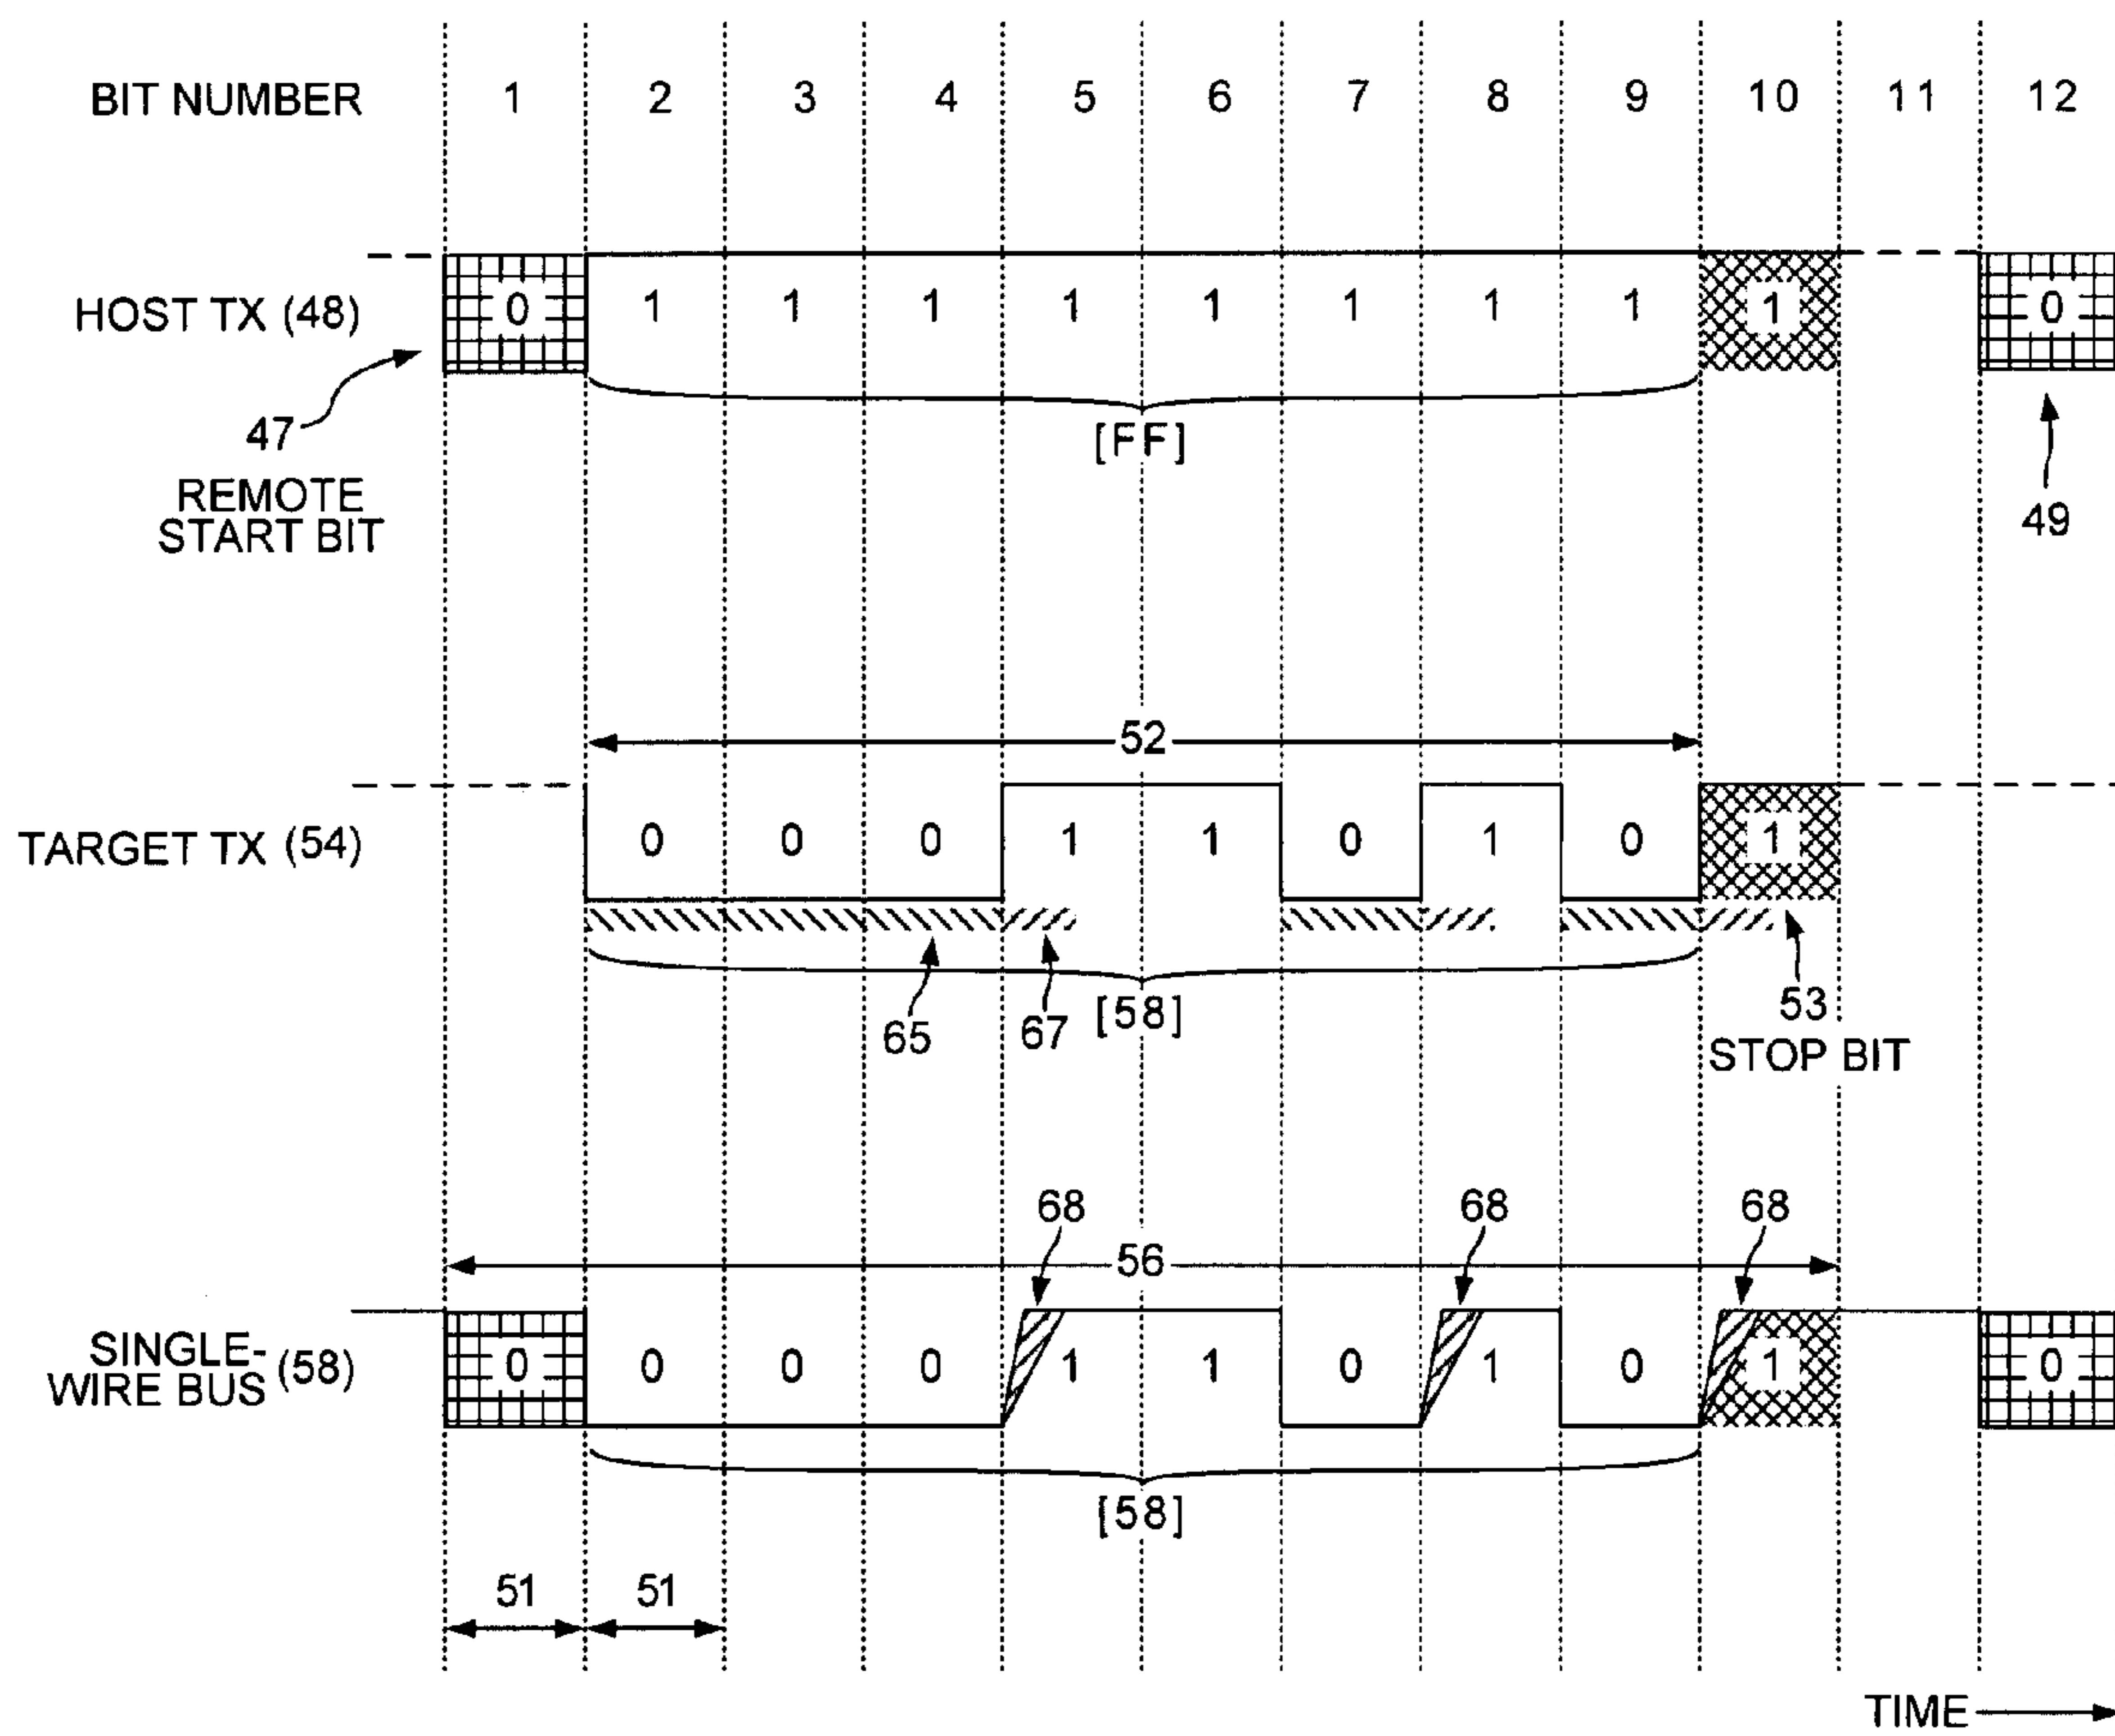 BIT NUMBER 1 2 3 4 5 6 7 8 9 10 11 12
HOST TX (48) 0 1 1 1 1 1 1 1 1 1 0
47
REMOTE
START BIT
[FF]
49
52
TARGET TX (54) 0 0 0 1 1 0 1 0 1
65
67
[58]
53
STOP BIT
68 68 68
56
SINGLE-
WIRE BUS (58) 0 0 0 0 1 1 0 1 0 1 0
[58]
51 51
TIME